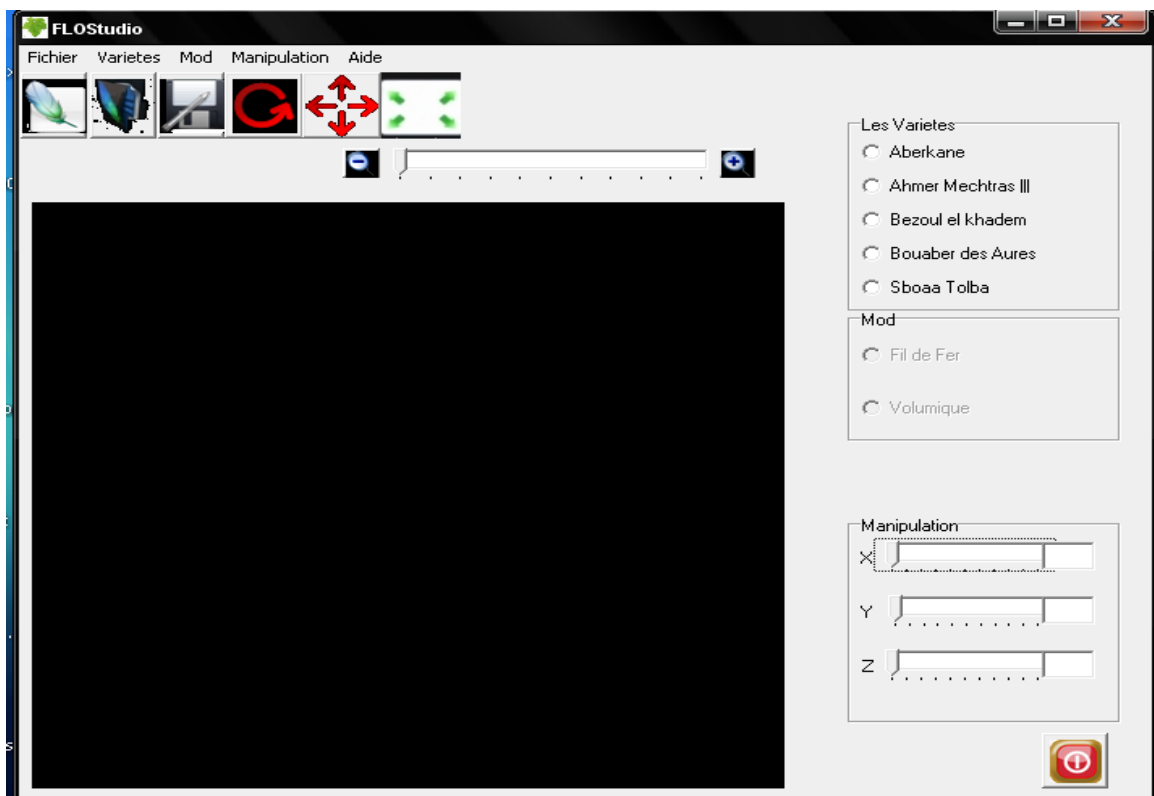 FLOStudio
Fichier Varietes Mod Manipulation Aide
Les Varietes
Aberkane
Ahmer Mechtras III
Bezoul el khadem
Bouaber des Aures
Sboaa Tolba
Mod
Fil de Fer
Volumique
Manipulation
X
Y
Z